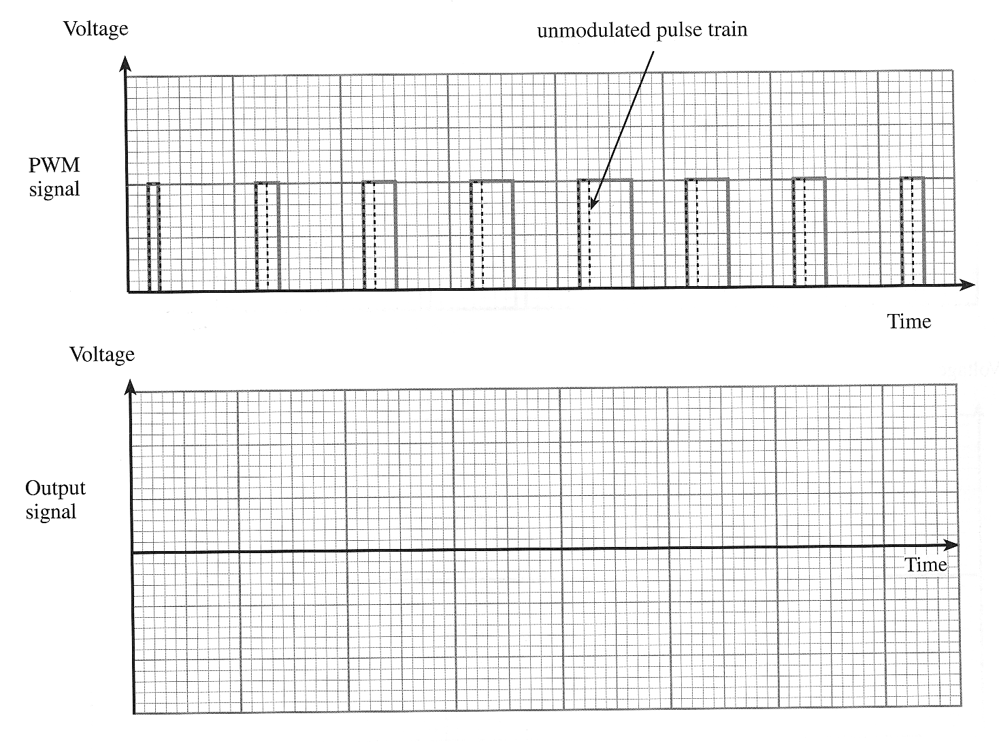 Voltage
unmodulated pulse train
PWM
signal
Time
Voltage
Output
signal
Time